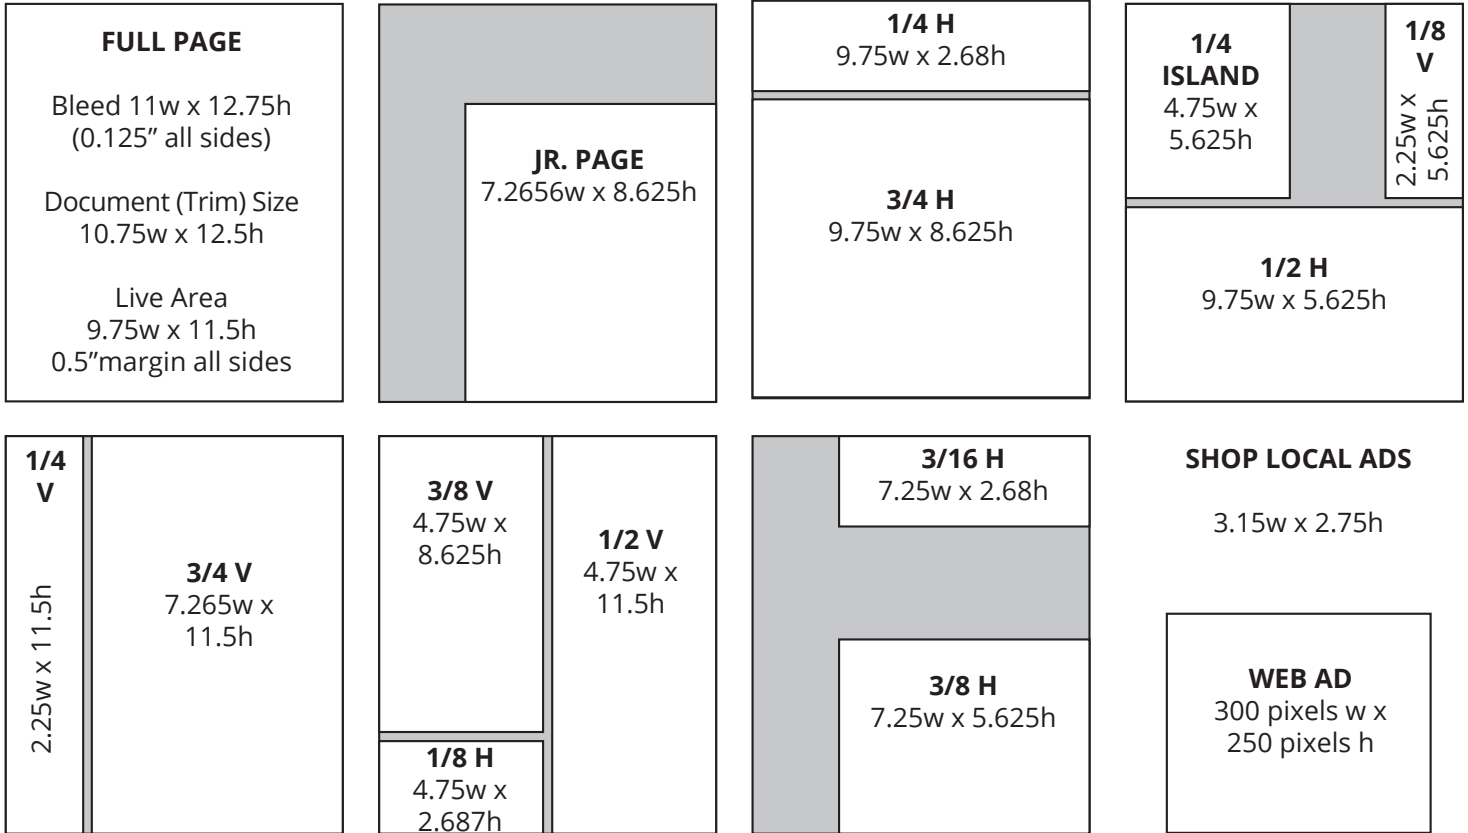 FULL PAGE
Bleed 11w x 12.75h
(0.125” all sides)
Document (Trim) Size
10.75w x 12.5h
Live Area
9.75w x 11.5h
0.5”margin all sides
JR. PAGE
7.2656w x 8.625h
1/4 H
9.75w x 2.68h
3/4 H
9.75w x 8.625h
1/4
ISLAND
4.75w x
5.625h
1/8
V
2.25w x
5.625h
1/2 H
9.75w x 5.625h
1/4
V
2.25w x 11.5h
3/4 V
7.265w x
11.5h
3/8 V
4.75w x
8.625h
1/8 H
4.75w x
2.687h
1/2 V
4.75w x
11.5h
3/16 H
7.25w x 2.68h
3/8 H
7.25w x 5.625h
SHOP LOCAL ADS
3.15w x 2.75h
WEB AD
300 pixels w x
250 pixels h